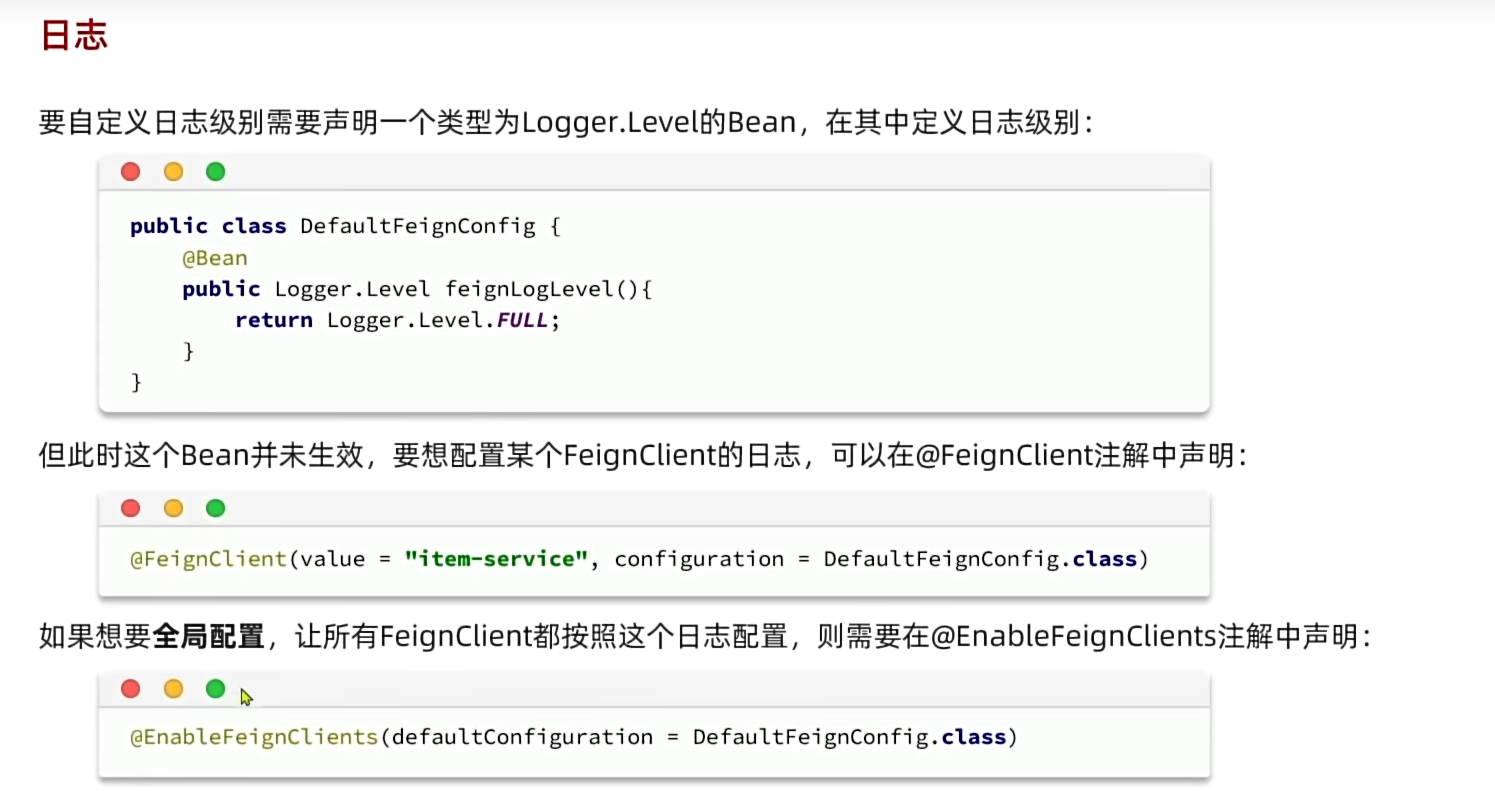 日志
要自定义日志级别需要声明一个类型为Logger.Level的Bean，在其中定义日志级别：
public class DefaultFeignConfig {
    @Bean
    public Logger.Level feignLogLevel(){
        return Logger.Level.FULL;
    }
}
但此时这个Bean并未生效，要想配置某个FeignClient的日志，可以在@FeignClient注解中声明：
@FeignClient(value = "item-service", configuration = DefaultFeignConfig.class)
如果想要全局配置，让所有FeignClient都按照这个日志配置，则需要在@EnableFeignClients注解中声明：
@EnableFeignClients(defaultConfiguration = DefaultFeignConfig.class)